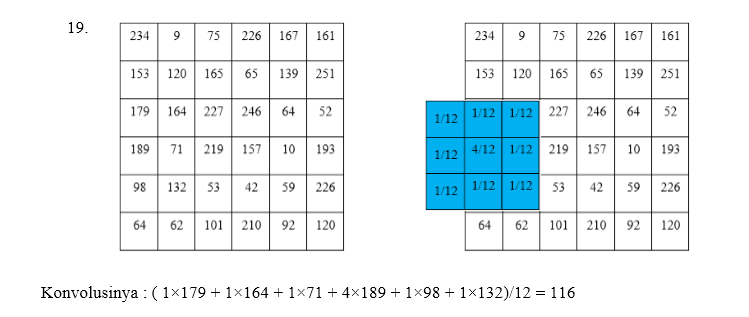 19.
234 9 75 226 167 161 234 9 75 226 167 161
153 120 165 65 139 251 153 120 165 65 139 251
179 164 227 246 64 52 1/12 1/12 1/12 227 246 64 52
189 71 219 157 10 193 1/12 4/12 1/12 219 157 10 193
98 132 53 42 59 226 1/12 1/12 1/12 53 42 59 226
64 62 101 210 92 120 64 62 101 210 92 120
Konvolusinya : ( 1×179 + 1×164 + 1×71 + 4×189 + 1×98 + 1×132)/12 = 116